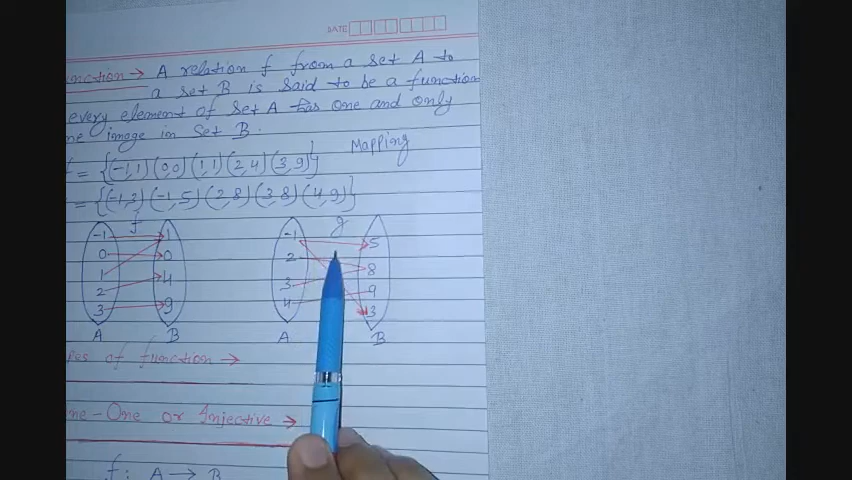 DATE
unction → A relation f from a set A to
a set B is said to be a function
every element of set A has one and only
ne image in set B.
f = {(-1,1) (0,0) (1,1) (2,4) (3,9)} Mapping
= {(-1,3) (-1,5) (2,8) (3,8) (4,9)}
f g
-1 1 -1 5
0 0 2 8
1 4 3 9
2 9 4 3
3
A B A B
pes of function →
ne-One or Injective →
f: A → B